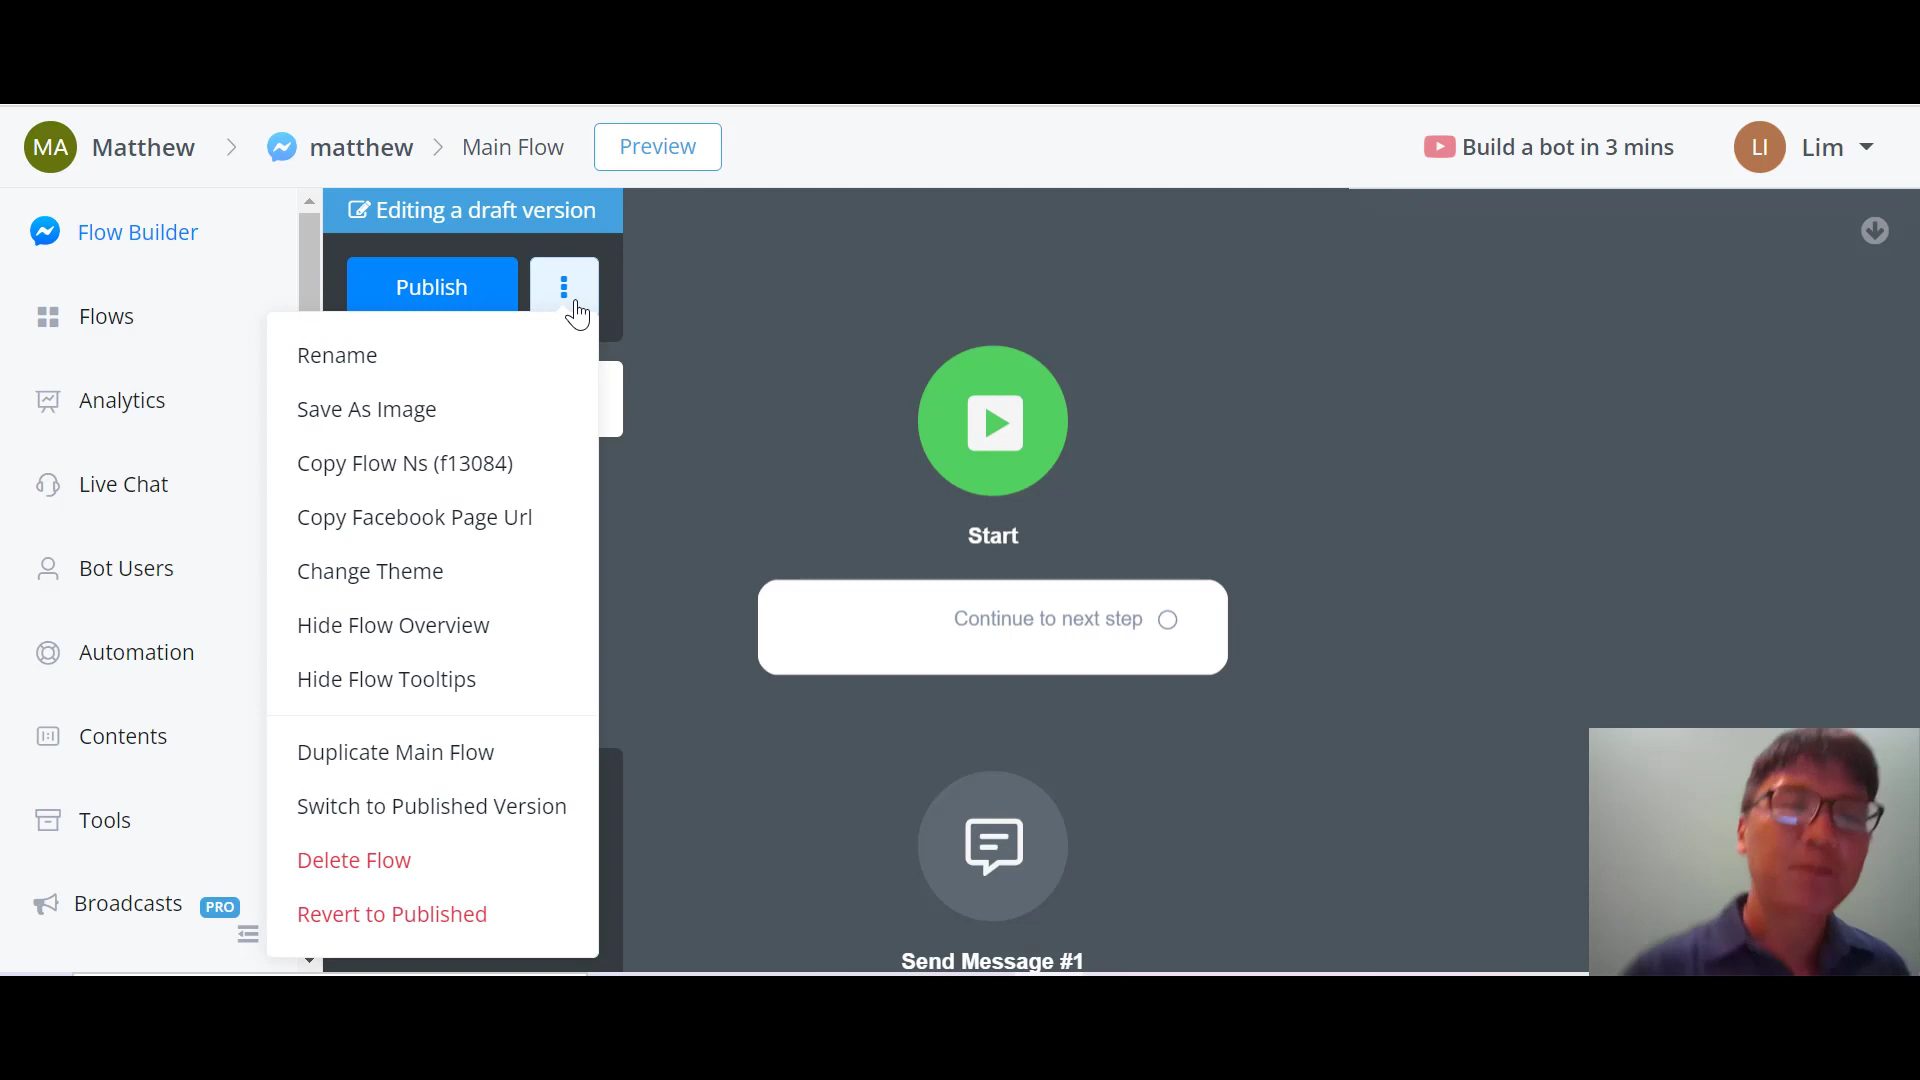 MA Matthew > matthew > Main Flow Preview Build a bot in 3 mins LI Lim
Flow Builder
Editing a draft version
Publish
Flows
Rename
Save As Image
Analytics
Copy Flow Ns (f13084)
Live Chat
Copy Facebook Page Url
Start
Bot Users
Change Theme
Hide Flow Overview
Continue to next step
Automation
Hide Flow Tooltips
Contents
Duplicate Main Flow
Tools
Switch to Published Version
Delete Flow
Broadcasts PRO
Revert to Published
Send Message #1